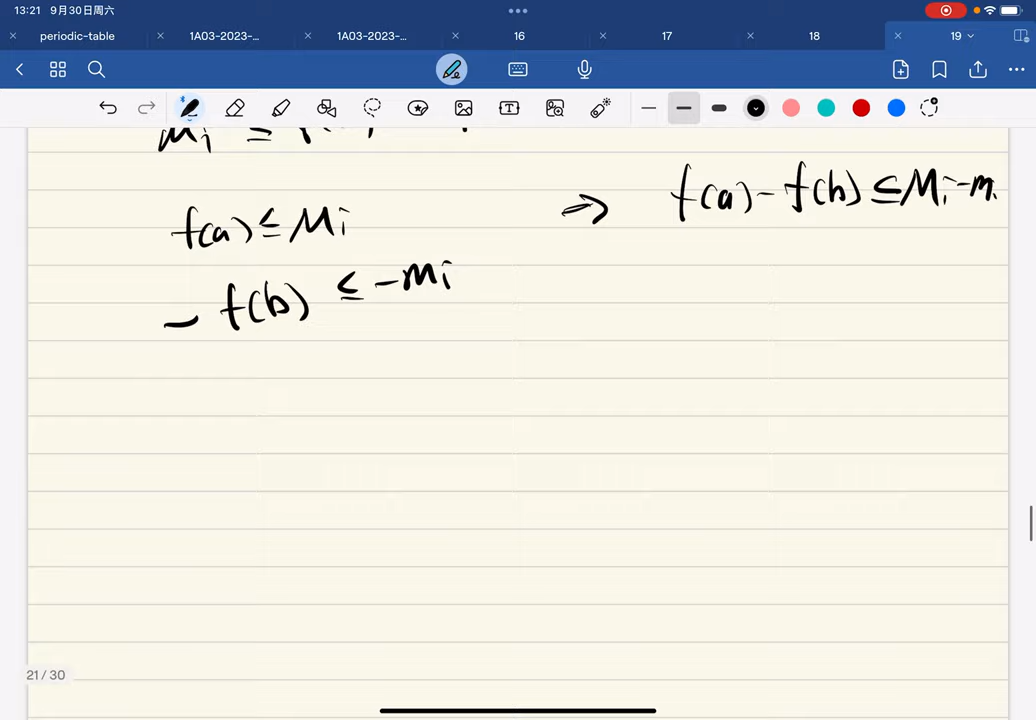 13:21 9月30日周六
periodic-table
1A03-2023-...
1A03-2023-...
16
17
18
19
f(a) - f(b) ≤ Mi - mi
⇒
f(a) ≤ Mi
- f(b) ≤ -mi
21 / 30